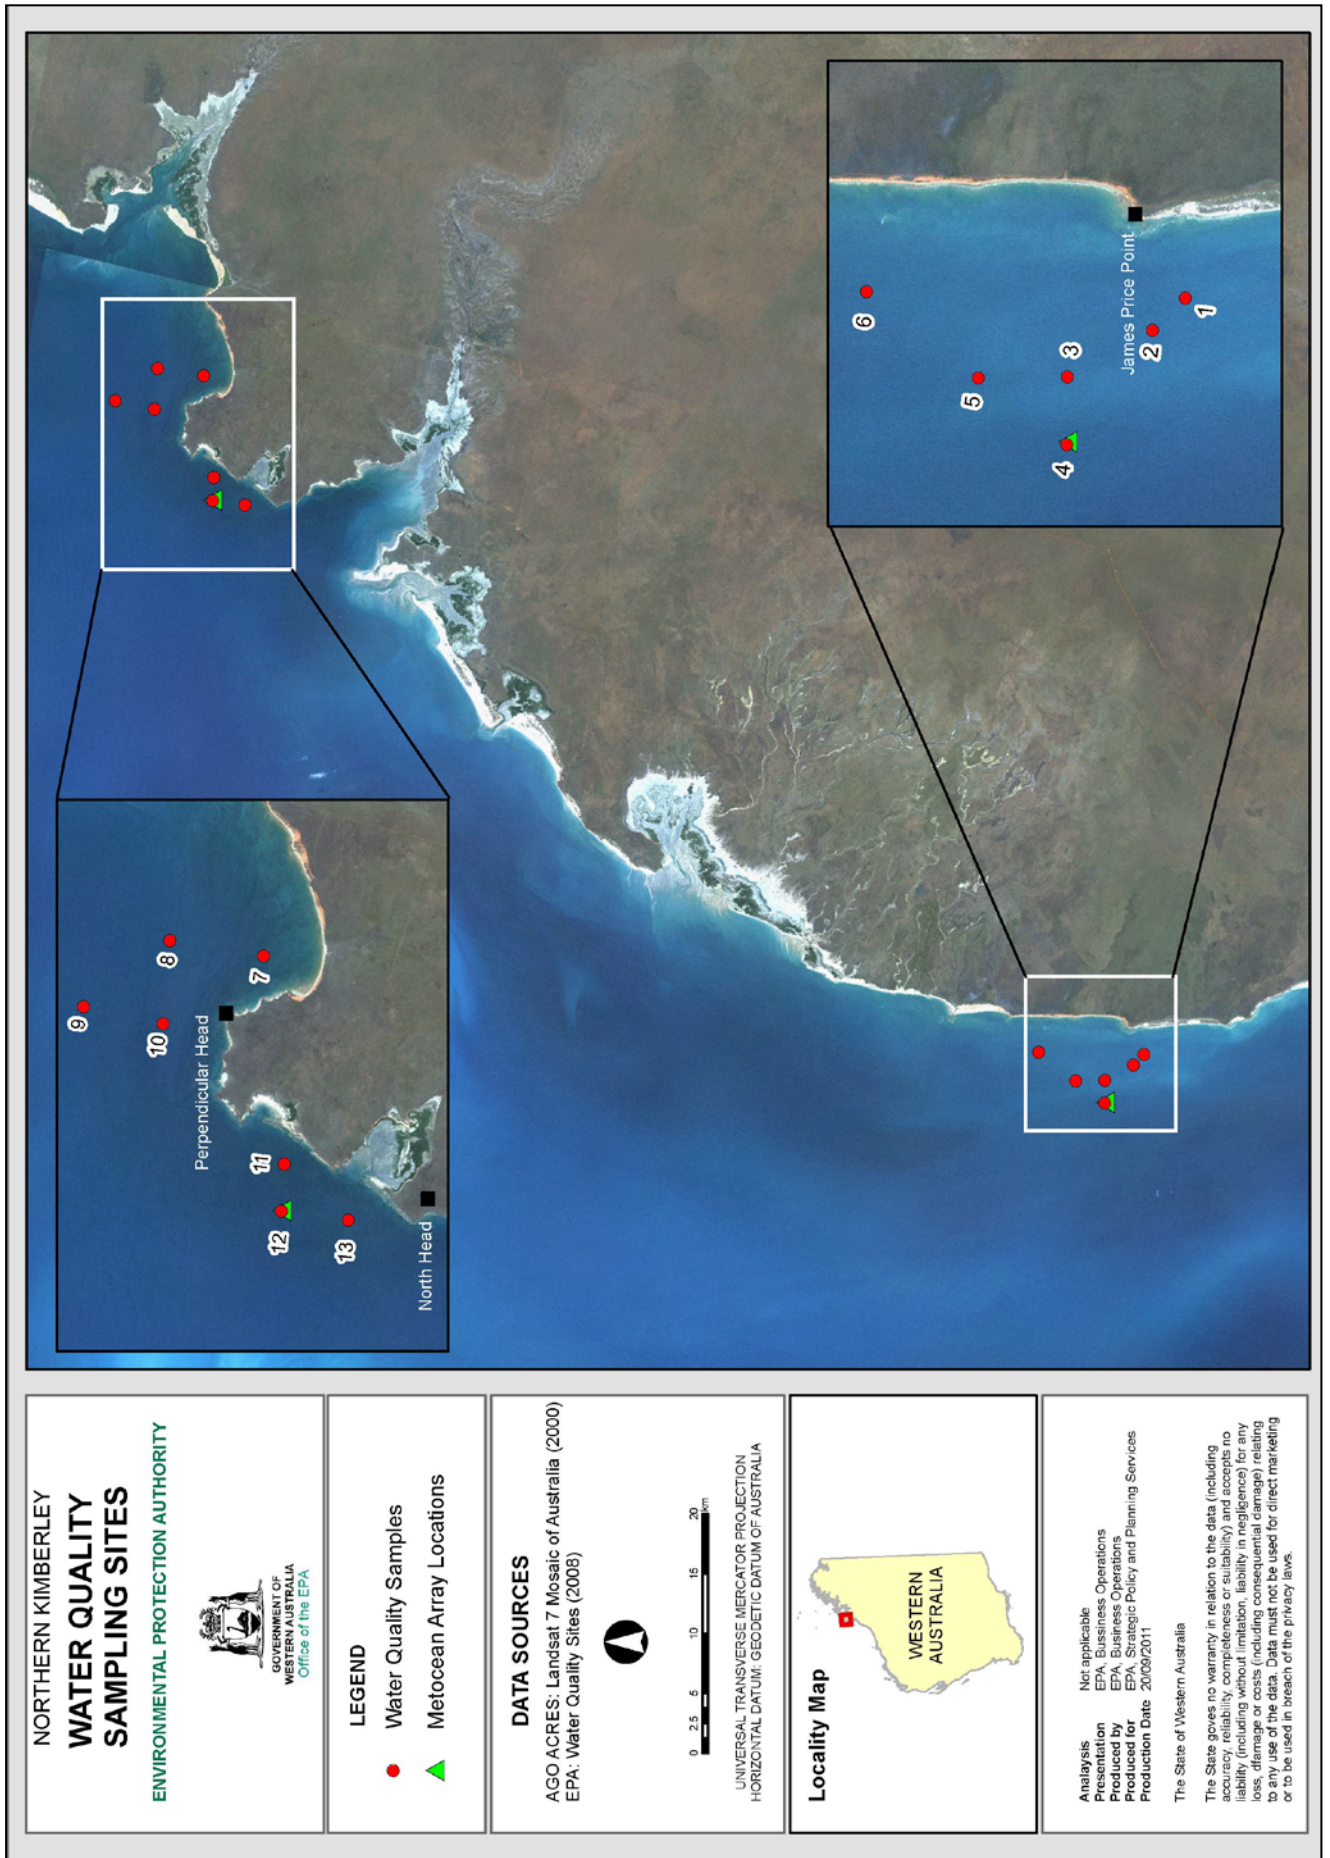 NORTHERN KIMBERLEY
WATER QUALITY
SAMPLING SITES
ENVIRONMENTAL PROTECTION AUTHORITY
GOVERNMENT OF
WESTERN AUSTRALIA
Office of the EPA
LEGEND
Water Quality Samples
Metocean Array Locations
DATA SOURCES
AGO ACRES: Landsat 7 Mosaic of Australia (2000)
EPA: Water Quality Sites (2008)
0 2.5 5 10 15 20
km
UNIVERSAL TRANSVERSE MERCATOR PROJECTION
HORIZONTAL DATUM: GEODETIC DATUM OF AUSTRALIA
Locality Map
WESTERN
AUSTRALIA
Analaysis Not applicable
Presentation EPA, Bussiness Operations
Produced by EPA, Business Operations
Produced for EPA, Strategic Policy and Planning Services
Production Date 20/09/2011
The State of Western Australia
The State goves no warranty in relation to the data (including
accuracy, reliability, completeness or suitability) and accepts no
liability (including without limitation, liability in negligence) for any
loss, damage or costs (including consequential damage) relating
to any use of the data. Data must not be used for direct marketing
or to be used in breach of the privacy laws.
9
8
10
7
Perpendicular Head
11
12
13
North Head
6
5
3
4
James Price Point
2
1